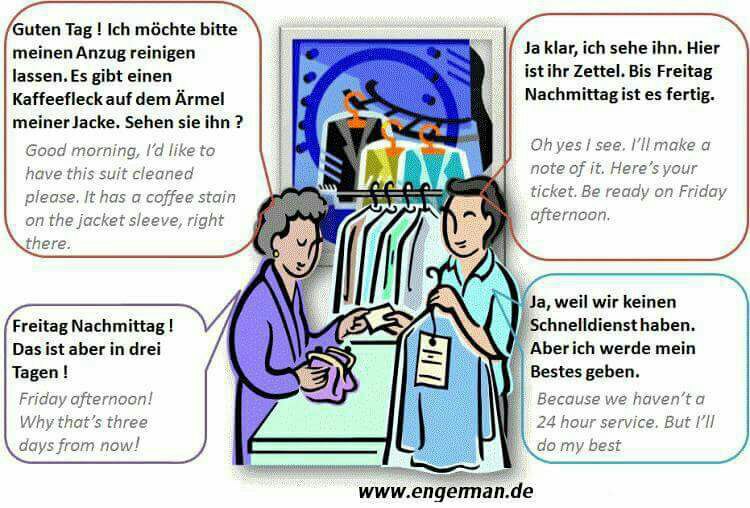 Guten Tag ! Ich möchte bitte
meinen Anzug reinigen
lassen. Es gibt einen
Kaffeefleck auf dem Ärmel
meiner Jacke. Sehen sie ihn ?
Good morning, I'd like to
have this suit cleaned
please. It has a coffee stain
on the jacket sleeve, right
there.
Ja klar, ich sehe ihn. Hier
ist ihr Zettel. Bis Freitag
Nachmittag ist es fertig.
Oh yes I see. I'll make a
note of it. Here's your
ticket. Be ready on Friday
afternoon.
Freitag Nachmittag !
Das ist aber in drei
Tagen !
Friday afternoon!
Why that's three
days from now!
Ja, weil wir keinen
Schnelldienst haben.
Aber ich werde mein
Bestes geben.
Because we haven't a
24 hour service. But I'll
do my best
www.engerman.de